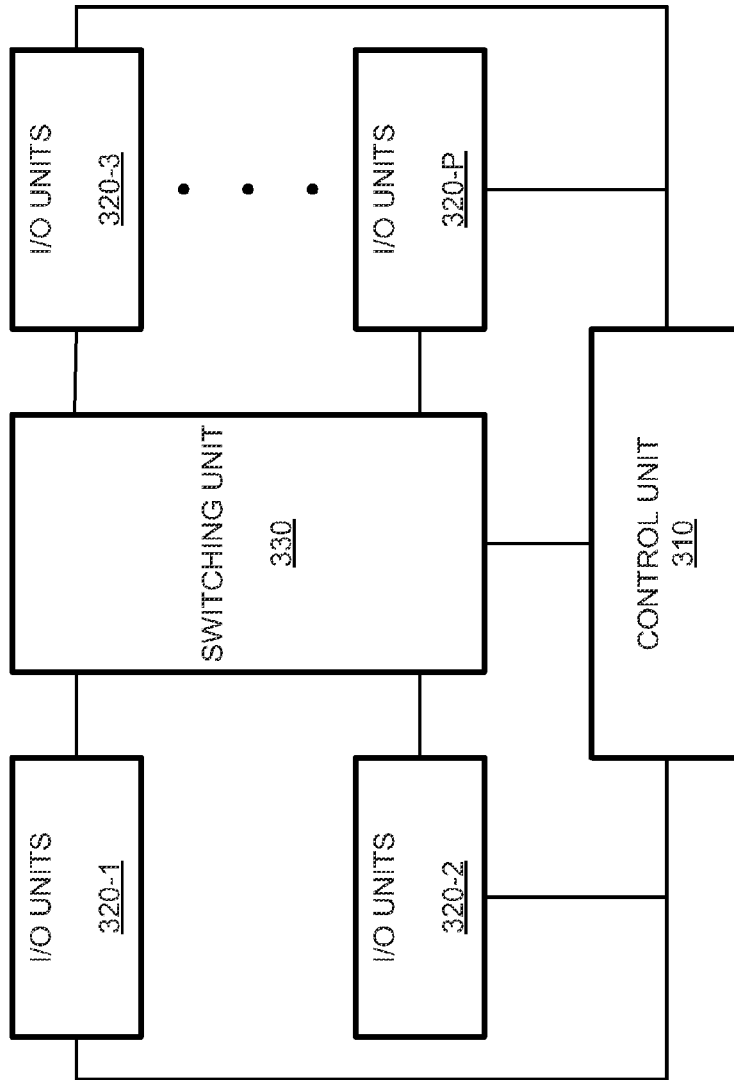 I/O UNITS
320-1
SWITCHING UNIT
330
I/O UNITS
320-3
I/O UNITS
320-2
I/O UNITS
320-P
CONTROL UNIT
310